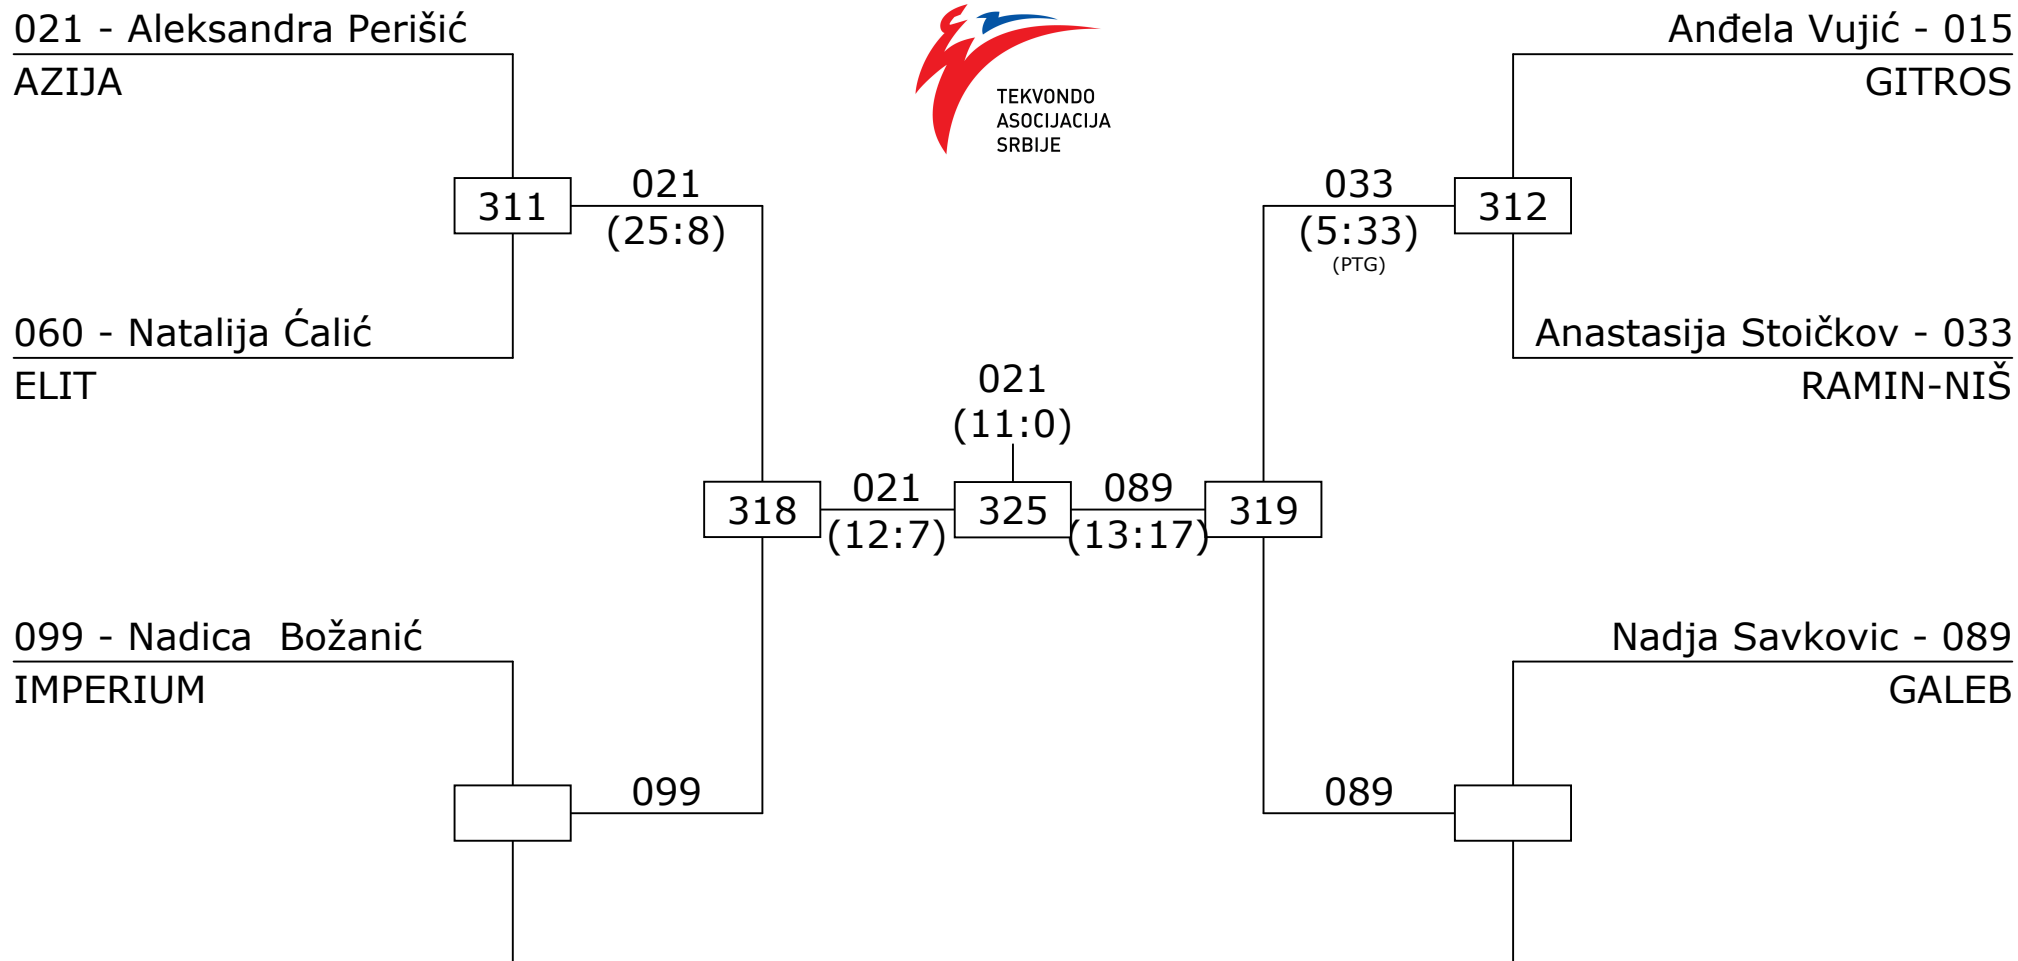 021 - Aleksandra Perišić
AZIJA
TEKVONDO
ASOCIJACIJA
SRBIJE
Anđela Vujić - 015
GITROS
311
021
(25:8)
033
(5:33)
(PTG)
312
060 - Natalija Ćalić
ELIT
Anastasija Stoičkov - 033
RAMIN-NIŠ
021
(11:0)
318
021
(12:7)
325
089
(13:17)
319
099 - Nadica  Božanić
IMPERIUM
Nadja Savkovic - 089
GALEB
099
089